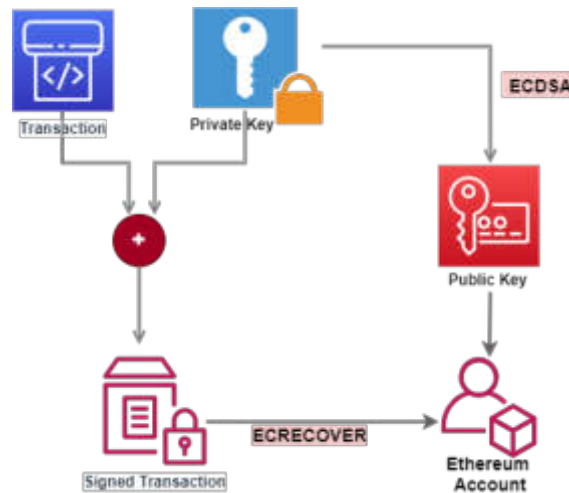 </>
Transaction
Private Key
ECDSA
+
Public Key
ECRECOVER
Signed Transaction
Ethereum
Account